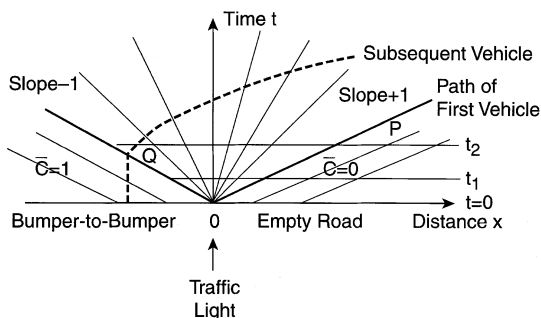 Time t
Subsequent Vehicle
Slope–1
Slope+1
Path of
First Vehicle
P
Q
t₂
C̅=1
C̅=0
t₁
t=0
Bumper-to-Bumper
0
Empty Road
Distance x
Traffic
Light